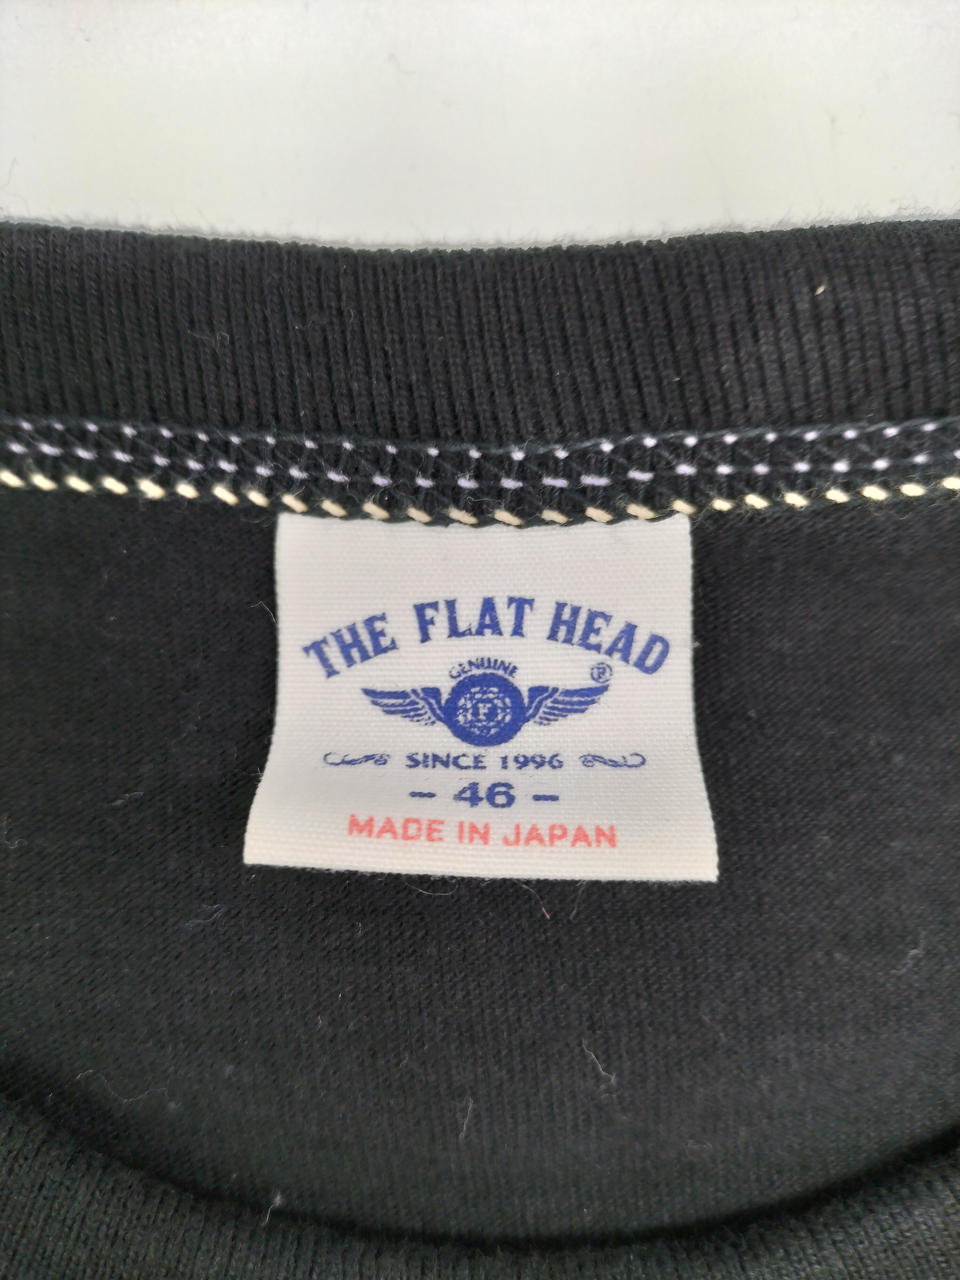 THE FLAT HEAD
GENUINE
®
F
SINCE 1996
- 46 -
MADE IN JAPAN